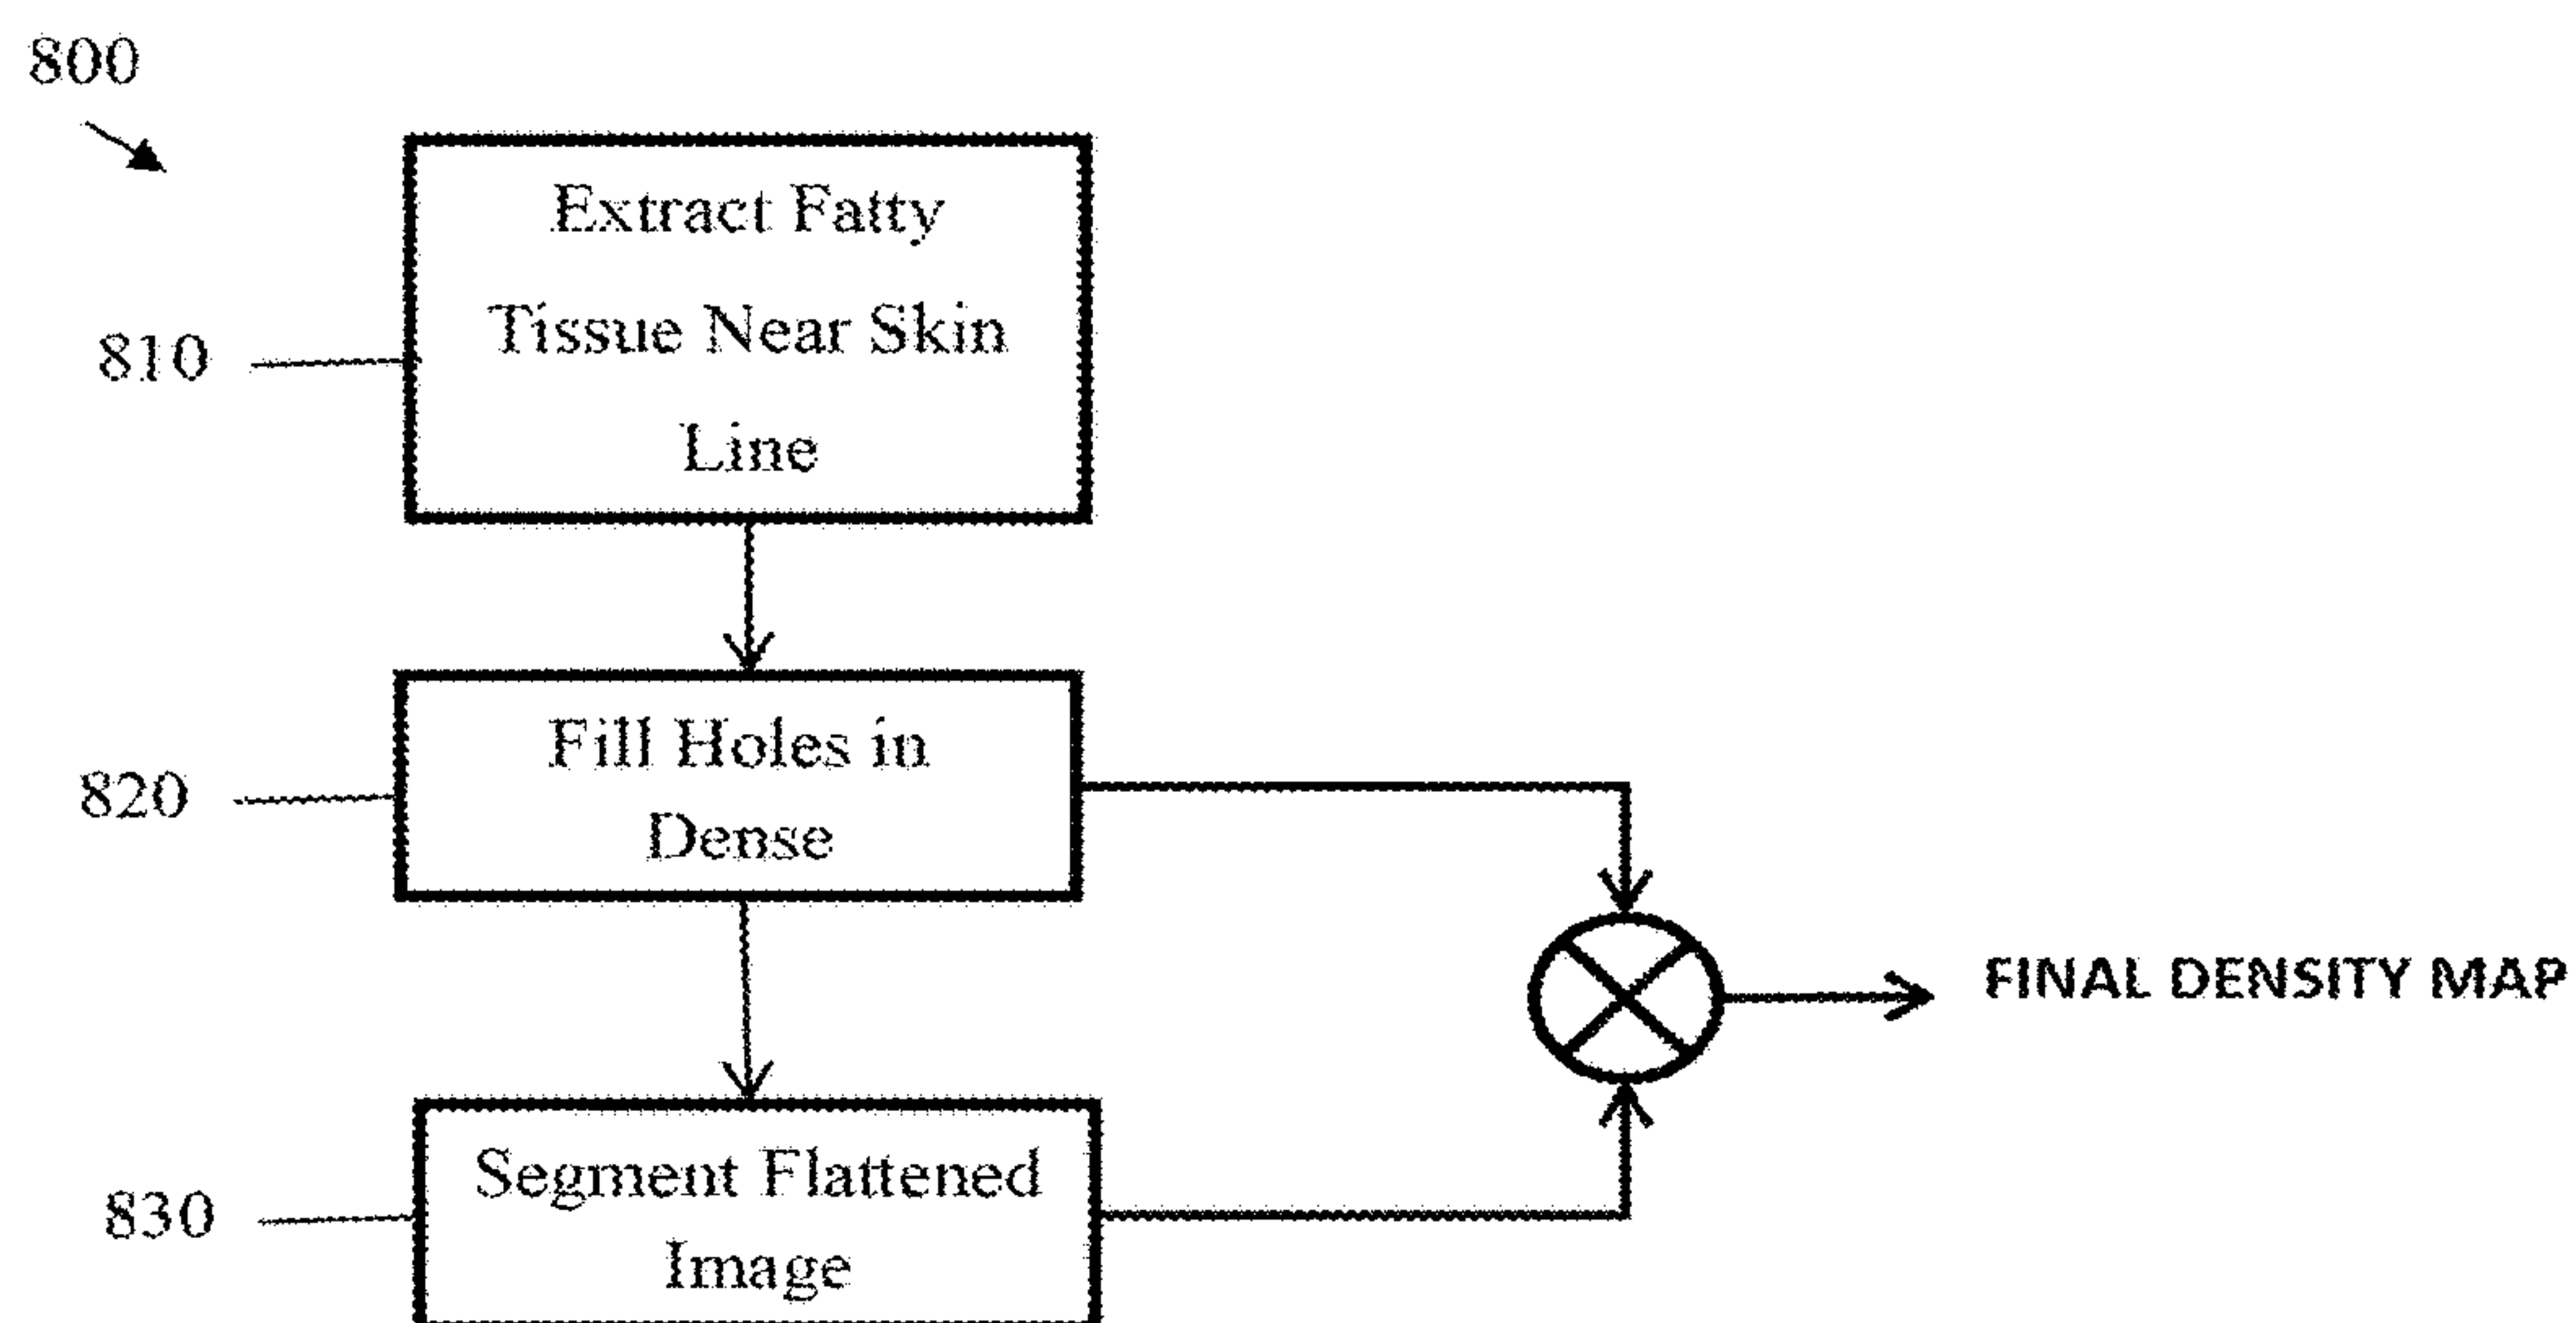 800
810
Extract Fatty
Tissue Near Skin
Line
820
Fill Holes in
Dense
FINAL DENSITY MAP
830
Segment Flattened
Image